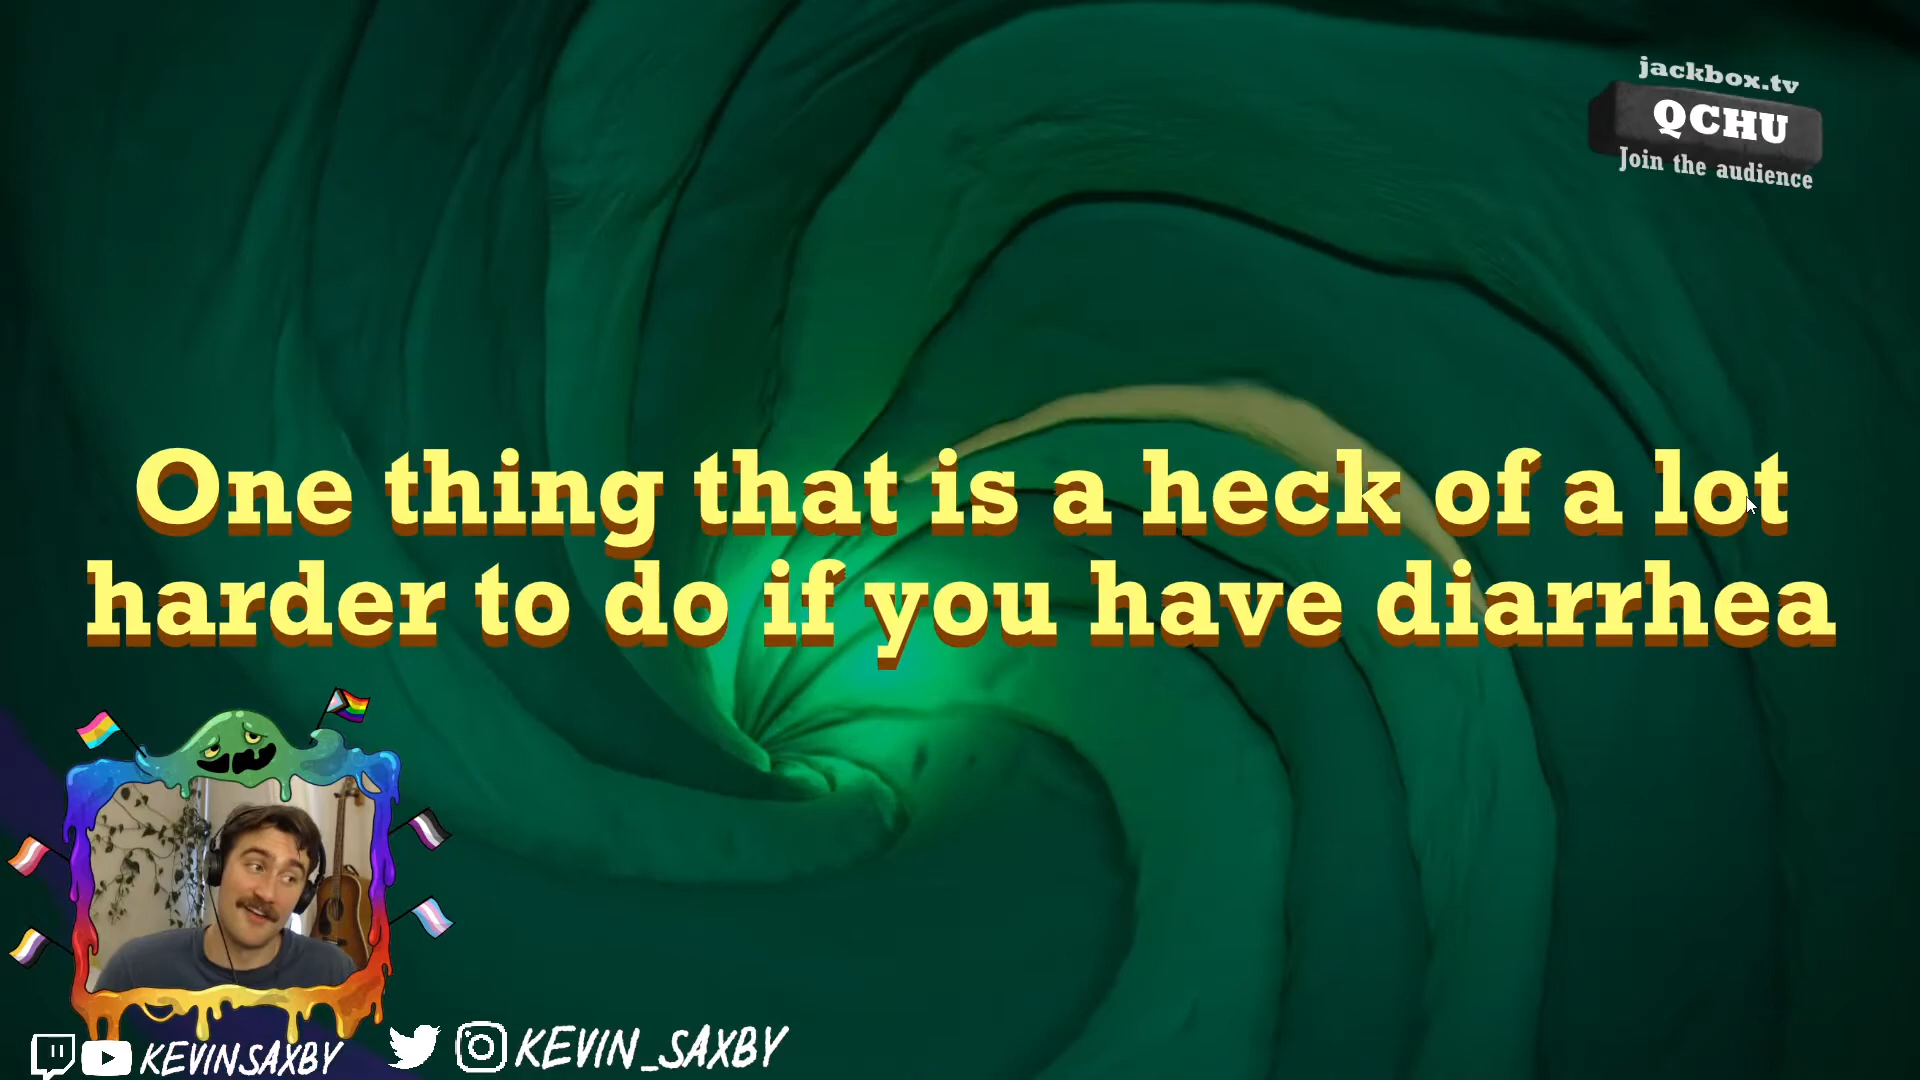 jackbox.tv
QCHU
Join the audience
One thing that is a heck of a lot
harder to do if you have diarrhea
KEVINSAXBY
KEVIN_SAXBY